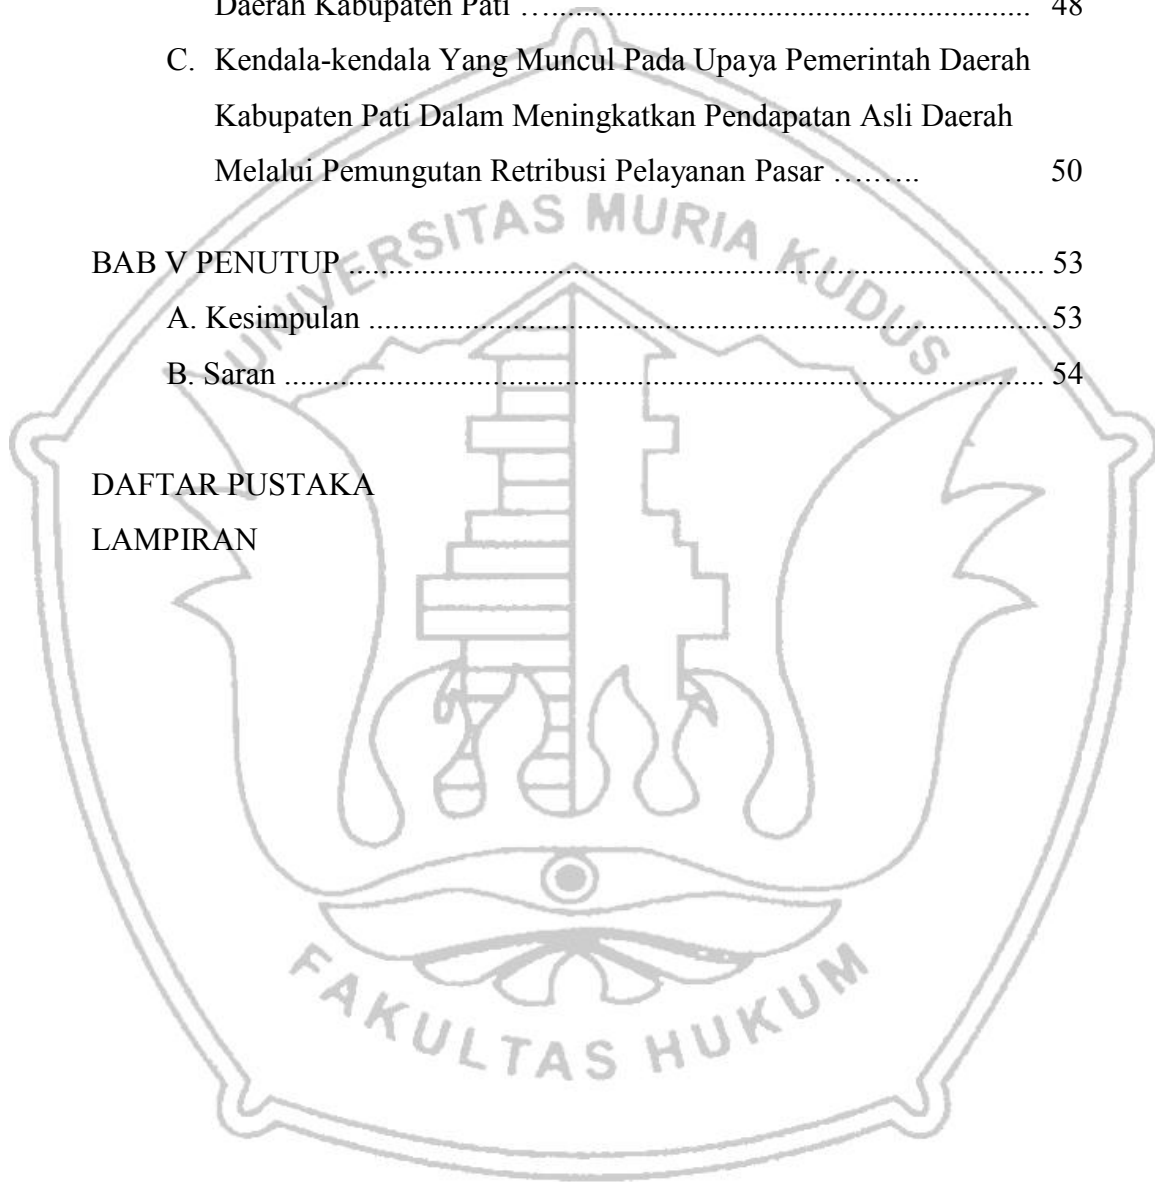 Daerah Kabupaten Pati …............................................................ 48
C. Kendala-kendala Yang Muncul Pada Upaya Pemerintah Daerah
Kabupaten Pati Dalam Meningkatkan Pendapatan Asli Daerah
Melalui Pemungutan Retribusi Pelayanan Pasar ……... 50
UNIVERSITAS MURIA KUDUS
BAB V PENUTUP ....................................................................................... 53
A. Kesimpulan .....................................................................................53
B. Saran ............................................................................................... 54
DAFTAR PUSTAKA
LAMPIRAN
FAKULTAS HUKUM